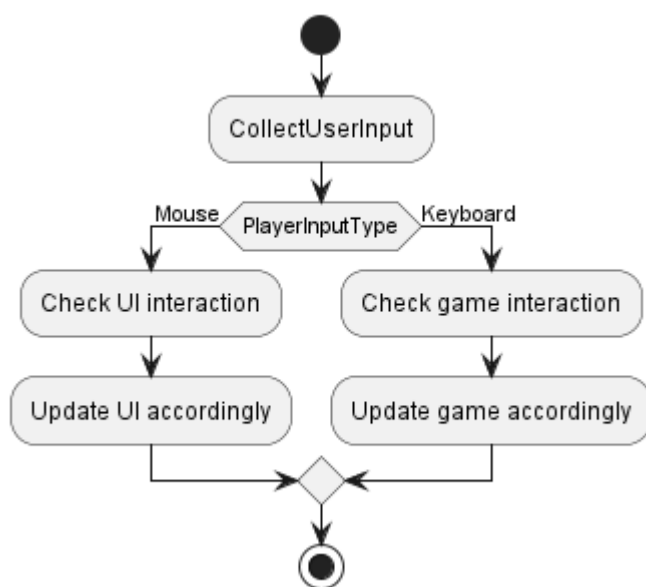 CollectUserInput
Mouse
PlayerInputType
Keyboard
Check UI interaction
Check game interaction
Update UI accordingly
Update game accordingly